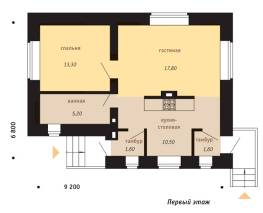 спальня
13,30
гостиная
17,80
ванная
5,20
кухня-
столовая
10,50
тамбур
1,60
тамбур
1,60
6 800
9 200
Первый этаж